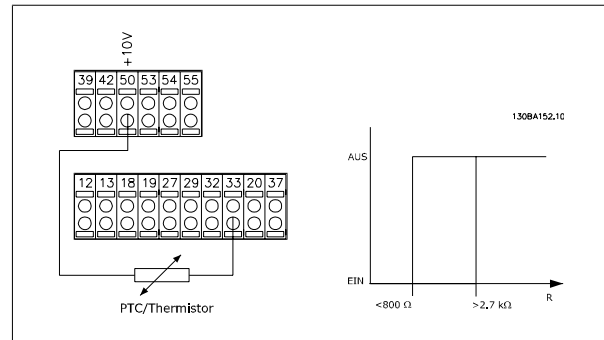 +10V
39 42 50 53 54 55
130BA152.10
AUS
12 13 18 19 27 29 32 33 20 37
EIN
R
<800 Ω
>2.7 kΩ
PTC/Thermistor